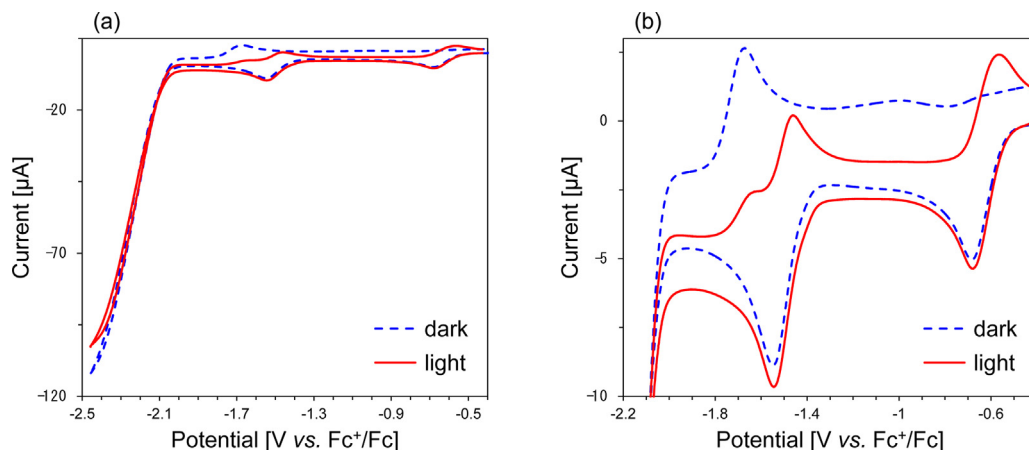 (a)
Current [µA]
−20
−70
−120
-2.5
-2.1
-1.7
-1.3
-0.9
-0.5
Potential [V vs. Fc⁺/Fc]
dark
light
(b)
Current [µA]
0
−5
−10
-2.2
-1.8
-1.4
-1
-0.6
Potential [V vs. Fc⁺/Fc]
dark
light